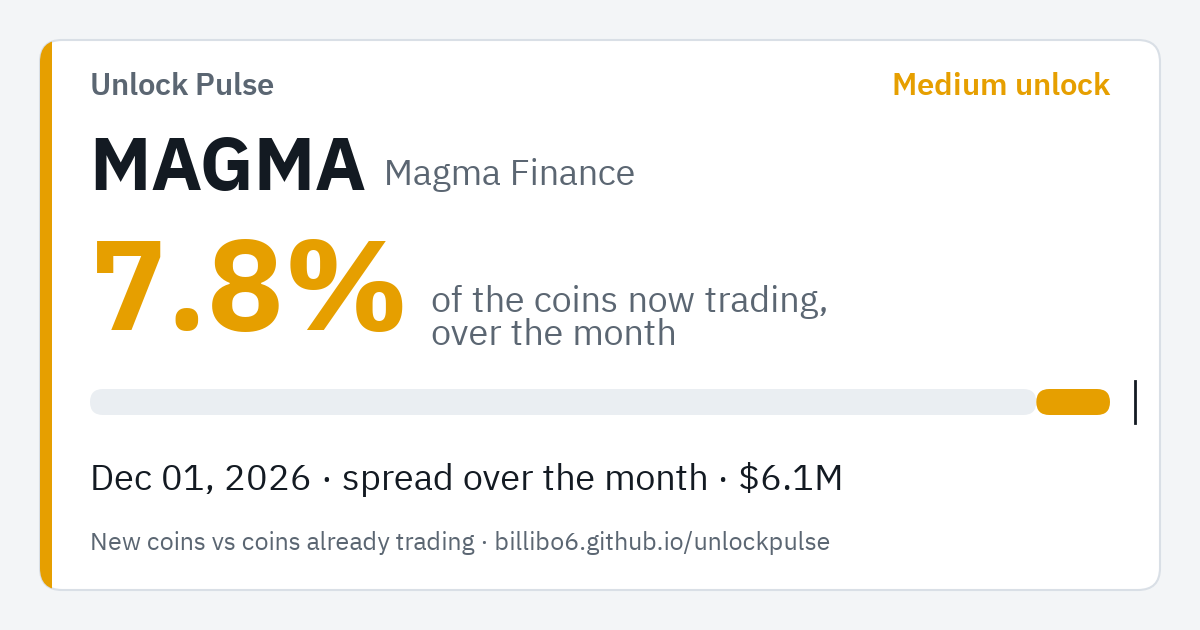 Unlock Pulse
Medium unlock
MAGMA Magma Finance
7.8% of the coins now trading,
over the month
Dec 01, 2026 · spread over the month · $6.1M
New coins vs coins already trading · billibo6.github.io/unlockpulse